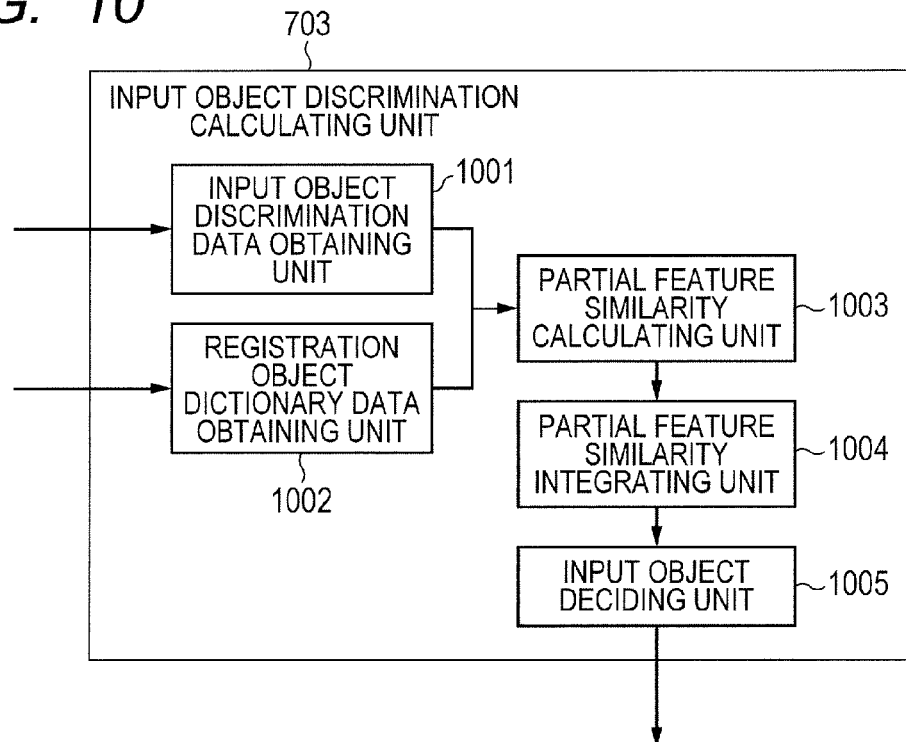 G. 10
703
INPUT OBJECT DISCRIMINATION
CALCULATING UNIT
1001
INPUT OBJECT
DISCRIMINATION
DATA OBTAINING
UNIT
REGISTRATION
OBJECT
DICTIONARY DATA
OBTAINING UNIT
1002
PARTIAL FEATURE
SIMILARITY
CALCULATING UNIT
1003
PARTIAL FEATURE
SIMILARITY
INTEGRATING UNIT
1004
INPUT OBJECT
DECIDING UNIT
1005